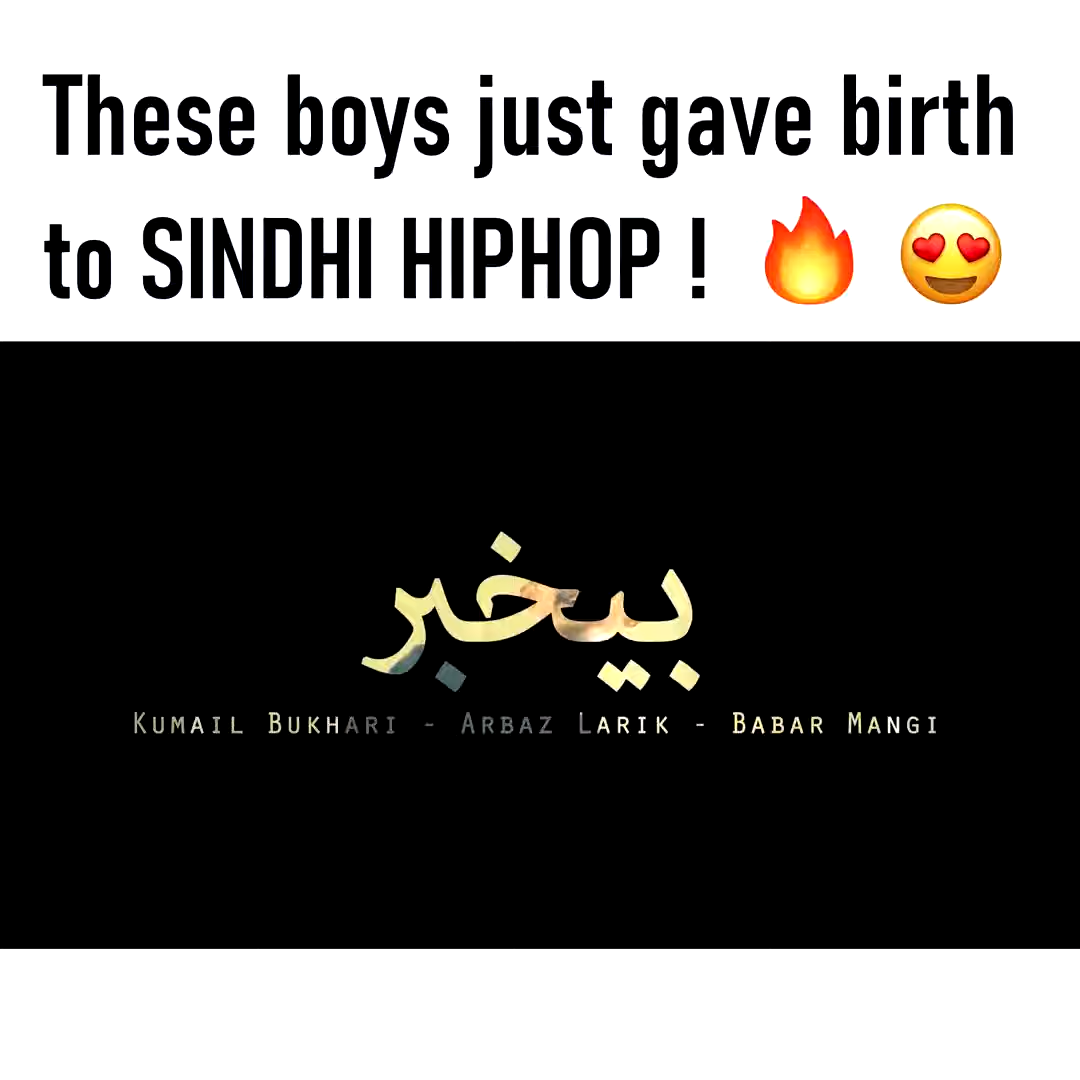 These boys just gave birth
to SINDHI HIPHOP ! 🔥 😍
بيخبر
KUMAIL BUKHARI - ARBAZ LARIK - BABAR MANGI